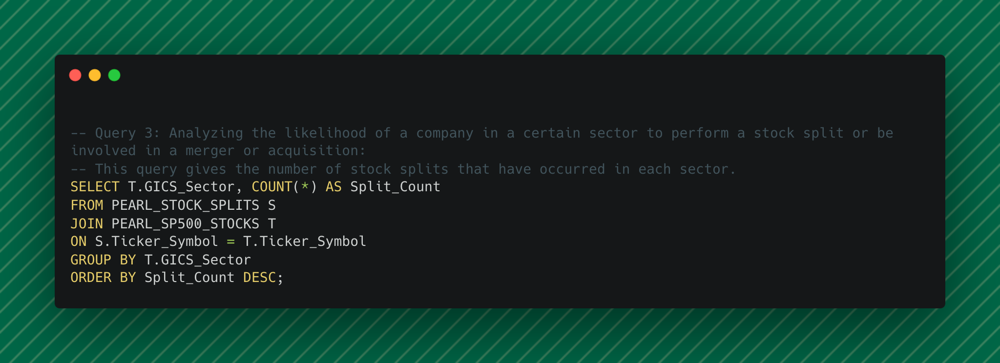 -- Query 3: Analyzing the likelihood of a company in a certain sector to perform a stock split or be
involved in a merger or acquisition:
-- This query gives the number of stock splits that have occurred in each sector.
SELECT T.GICS_Sector, COUNT(*) AS Split_Count
FROM PEARL_STOCK_SPLITS S
JOIN PEARL_SP500_STOCKS T
ON S.Ticker_Symbol = T.Ticker_Symbol
GROUP BY T.GICS_Sector
ORDER BY Split_Count DESC;